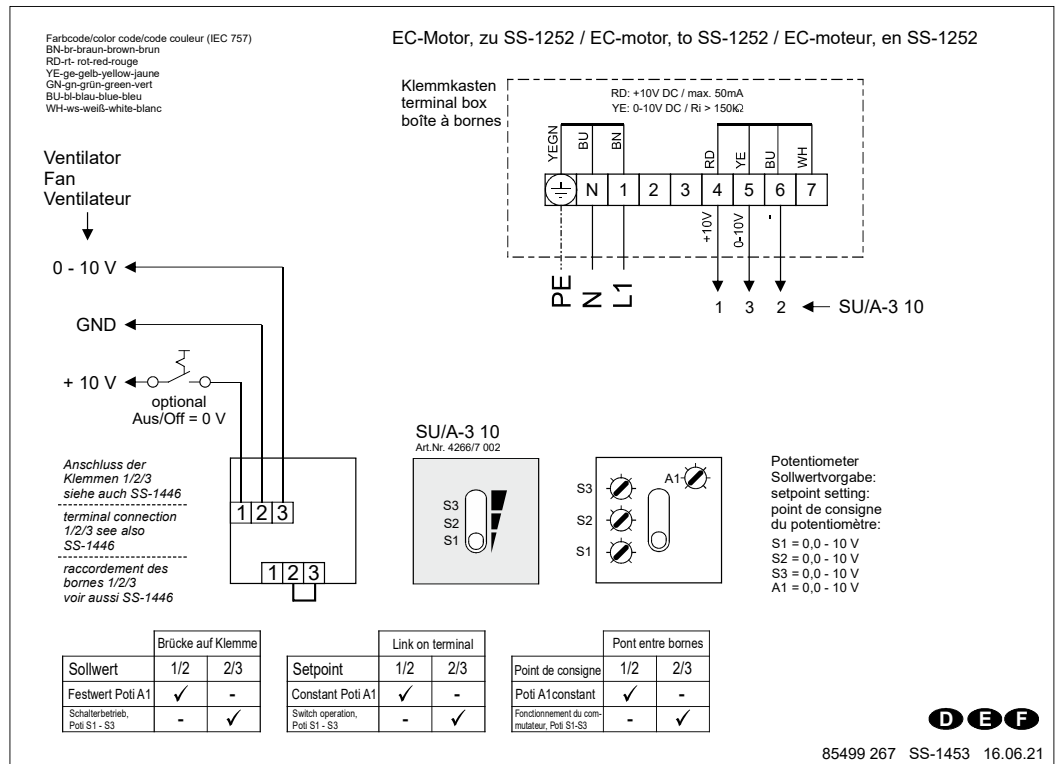 Farbcode/color code/code couleur (IEC 757)
BN-br-braun-brown-brun
RD-rt- rot-red-rouge
YE-ge-gelb-yellow-jaune
GN-gn-grün-green-vert
BU-bl-blau-blue-bleu
WH-ws-weiß-white-blanc
EC-Motor, zu SS-1252 / EC-motor, to SS-1252 / EC-moteur, en SS-1252
Klemmkasten
terminal box
boîte à bornes
RD: +10V DC / max. 50mA
YE: 0-10V DC / Ri > 150kΩ
YEGN BU BN RD YE BU WH
N 1 2 3 4 5 6 7
+10V 0-10V -
PE N L1
1 3 2 SU/A-3 10
Ventilator
Fan
Ventilateur
0 - 10 V
GND
+ 10 V
optional
Aus/Off = 0 V
Anschluss der
Klemmen 1/2/3
siehe auch SS-1446
terminal connection
1/2/3 see also
SS-1446
raccordement des
bornes 1/2/3
voir aussi SS-1446
1 2 3
1 2 3
SU/A-3 10
Art.Nr. 4266/7 002
S3
S2
S1
A1
S3
S2
S1
Potentiometer
Sollwertvorgabe:
setpoint setting:
point de consigne
du potentiomètre:
S1 = 0,0 - 10 V
S2 = 0,0 - 10 V
S3 = 0,0 - 10 V
A1 = 0,0 - 10 V
Brücke auf Klemme
Sollwert 1/2 2/3
Festwert Poti A1 ✓ -
Schalterbetrieb,
Poti S1 - S3 - ✓
Link on terminal
Setpoint 1/2 2/3
Constant Poti A1 ✓ -
Switch operation,
Poti S1 - S3 - ✓
Pont entre bornes
Point de consigne 1/2 2/3
Poti A1constant ✓ -
Fonctionnement du com-
mutateur, Poti S1-S3 - ✓
D E F
85499 267 SS-1453 16.06.21